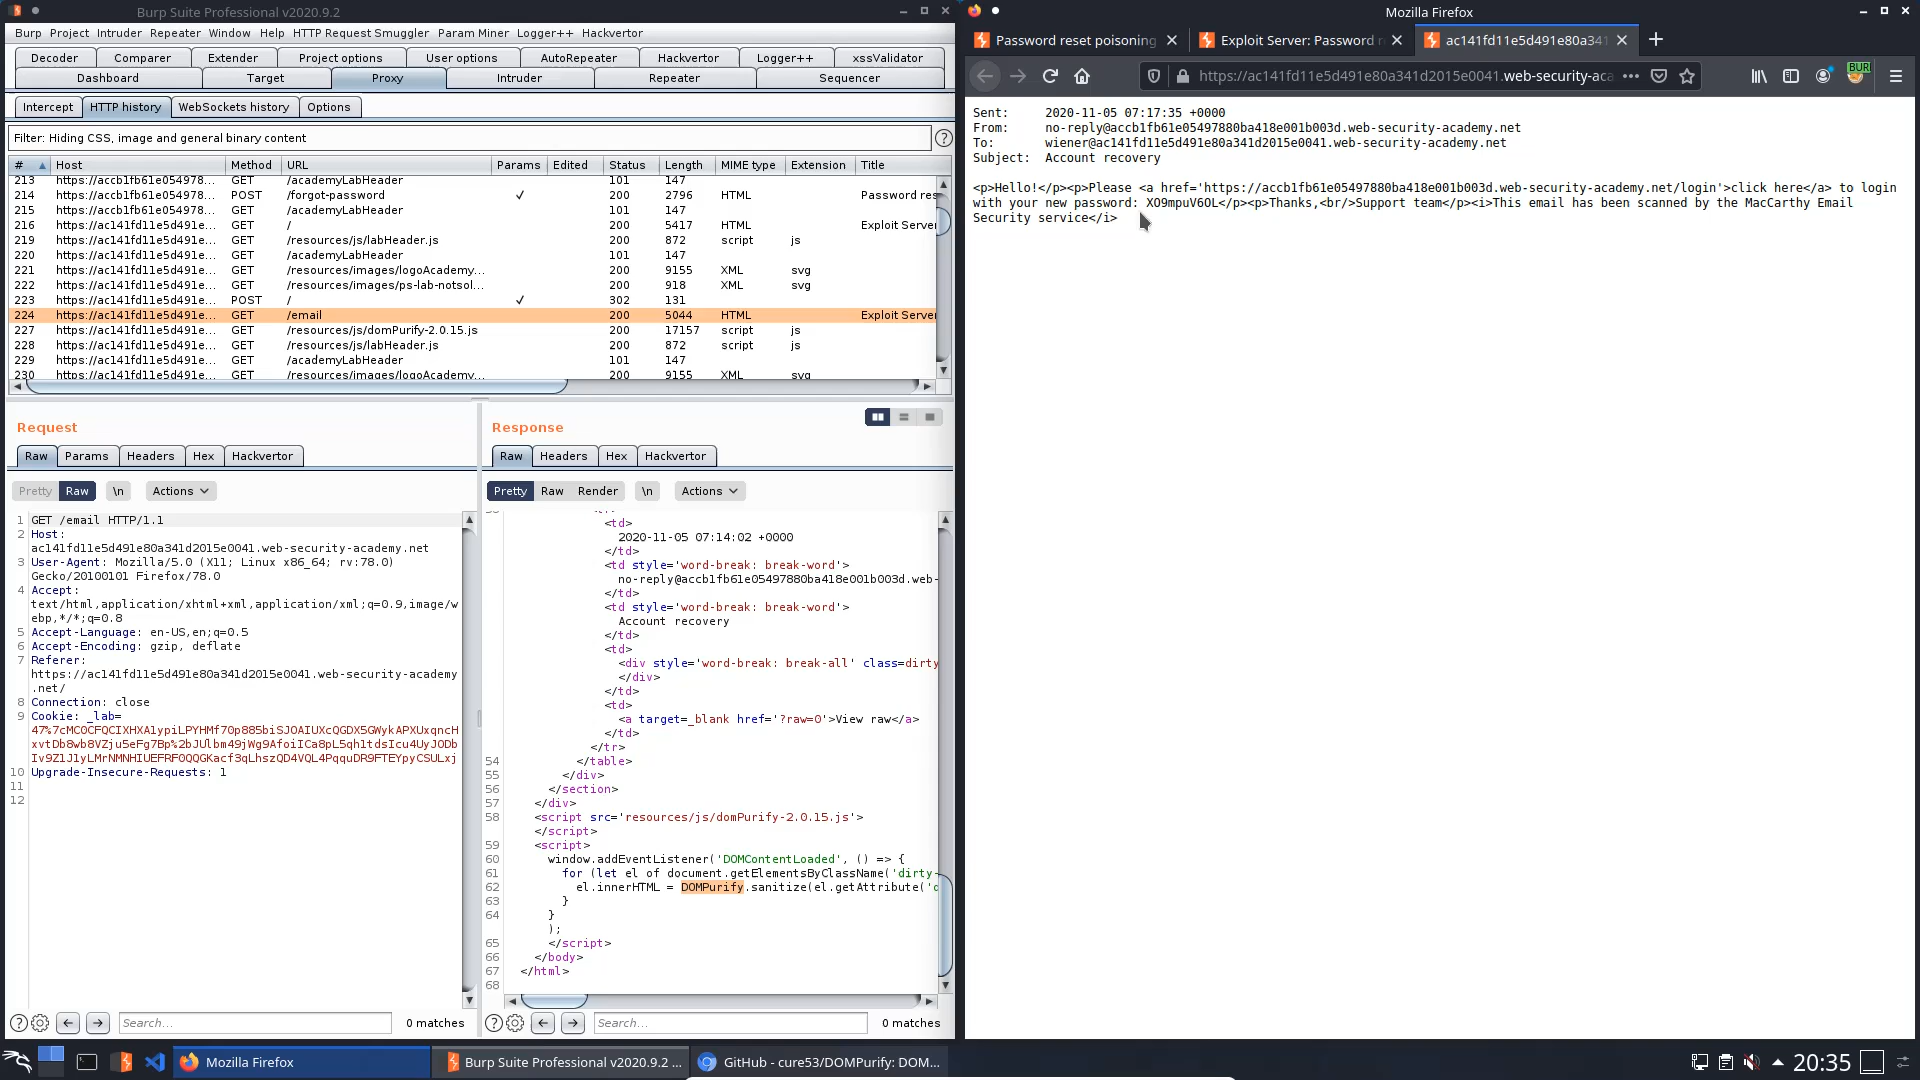 Burp Suite Professional v2020.9.2
Burp Project Intruder Repeater Window Help HTTP Request Smuggler Param Miner Logger++ Hackvertor
Decoder Comparer Extender Project options User options AutoRepeater Hackvertor Logger++ xssValidator
Dashboard Target Proxy Intruder Repeater Sequencer
Intercept HTTP history WebSockets history Options
Filter: Hiding CSS, image and general binary content
# Host Method URL Params Edited Status Length MIME type Extension Title
213 https://accb1fb61e054978... GET /academyLabHeader 101 147
214 https://accb1fb61e054978... POST /forgot-password ✓ 200 2796 HTML Password res
215 https://accb1fb61e054978... GET /academyLabHeader 101 147
216 https://ac141fd11e5d491e... GET / 200 5417 HTML Exploit Server
219 https://ac141fd11e5d491e... GET /resources/js/labHeader.js 200 872 script js
220 https://ac141fd11e5d491e... GET /academyLabHeader 101 147
221 https://ac141fd11e5d491e... GET /resources/images/logoAcademy... 200 9155 XML svg
222 https://ac141fd11e5d491e... GET /resources/images/ps-lab-notsol... 200 918 XML svg
223 https://ac141fd11e5d491e... POST / ✓ 302 131
224 https://ac141fd11e5d491e... GET /email 200 5044 HTML Exploit Server
227 https://ac141fd11e5d491e... GET /resources/js/domPurify-2.0.15.js 200 17157 script js
228 https://ac141fd11e5d491e... GET /resources/js/labHeader.js 200 872 script js
229 https://ac141fd11e5d491e... GET /academyLabHeader 101 147
230 https://ac141fd11e5d491e... GET /resources/images/logoAcademy... 200 9155 XML svg
Request
Raw Params Headers Hex Hackvertor
Pretty Raw \n Actions
1 GET /email HTTP/1.1
2 Host:
ac141fd11e5d491e80a341d2015e0041.web-security-academy.net
3 User-Agent: Mozilla/5.0 (X11; Linux x86_64; rv:78.0)
Gecko/20100101 Firefox/78.0
4 Accept:
text/html,application/xhtml+xml,application/xml;q=0.9,image/w
ebp,*/*;q=0.8
5 Accept-Language: en-US,en;q=0.5
6 Accept-Encoding: gzip, deflate
7 Referer:
https://ac141fd11e5d491e80a341d2015e0041.web-security-academy
.net/
8 Connection: close
9 Cookie: _lab=
10 Upgrade-Insecure-Requests: 1
11
12
Search... 0 matches
Response
Raw Headers Hex Hackvertor
Pretty Raw Render \n Actions
<td>
2020-11-05 07:14:02 +0000
</td>
<td style='word-break: break-word'>
no-reply@accb1fb61e05497880ba418e001b003d.web-
</td>
<td style='word-break: break-word'>
Account recovery
</td>
<td>
<div style='word-break: break-all' class=dirty
</div>
</td>
<td>
<a target=_blank href='?raw=0'>View raw</a>
</td>
</tr>
54 </table>
55 </div>
56 </section>
57 </div>
58 <script src='resources/js/domPurify-2.0.15.js'>
</script>
59 <script>
60 window.addEventListener('DOMContentLoaded', () => {
61 for (let el of document.getElementsByClassName('dirty-
62 el.innerHTML = DOMPurify.sanitize(el.getAttribute('d
63 }
64 }
);
65 </script>
66 </body>
67 </html>
68
Search... 0 matches
Mozilla Firefox
Password reset poisoning Exploit Server: Password r ac141fd11e5d491e80a341
https://ac141fd11e5d491e80a341d2015e0041.web-security-aca
BUR
Sent: 2020-11-05 07:17:35 +0000
From: no-reply@accb1fb61e05497880ba418e001b003d.web-security-academy.net
To: wiener@ac141fd11e5d491e80a341d2015e0041.web-security-academy.net
Subject: Account recovery
<p>Hello!</p><p>Please <a href='https://accb1fb61e05497880ba418e001b003d.web-security-academy.net/login'>click here</a> to login
with your new password: XO9mpuV6OL</p><p>Thanks,<br/>Support team</p><i>This email has been scanned by the MacCarthy Email
Security service</i>
Mozilla Firefox Burp Suite Professional v2020.9.2 ... GitHub - cure53/DOMPurify: DOM... 20:35